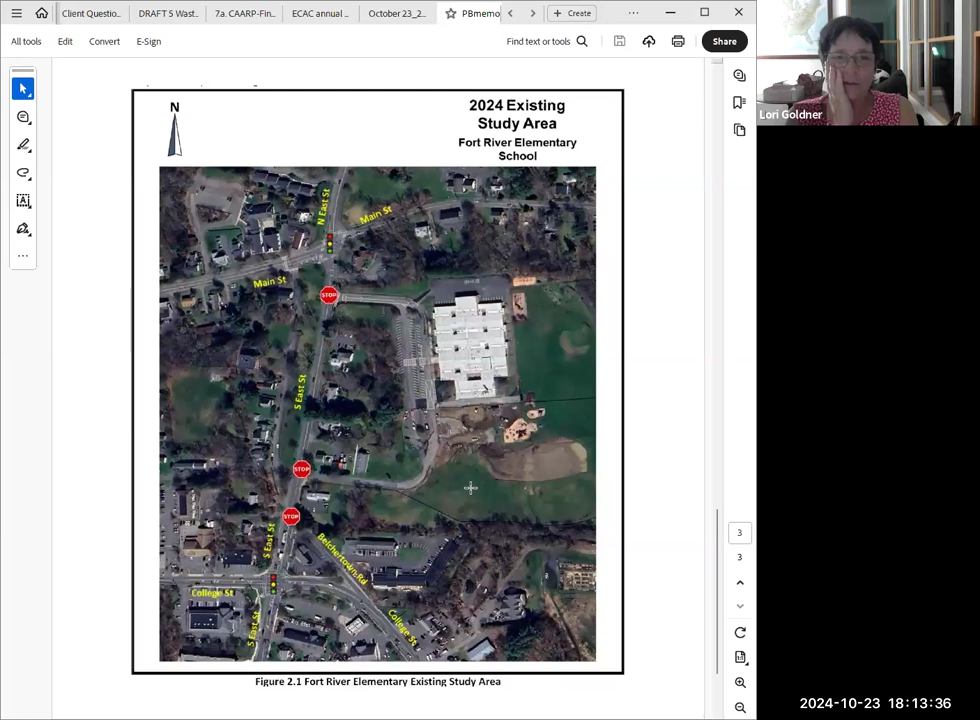 Client Questio...
DRAFT S Wast...
7.a. CAARP-Fin...
ECAC annual ...
October 23_2...
PBmemo
Create
All tools
Edit
Convert
E-Sign
Find text or tools
Share
Lori Goldner
N
2024 Existing
Study Area
Fort River Elementary
School
N East St
Main St
Main St
STOP
S East St
STOP
STOP
S East St
Belchertown Rd
College St
College St
S East St
Figure 2.1 Fort River Elementary Existing Study Area
3
3
2024-10-23 18:13:36